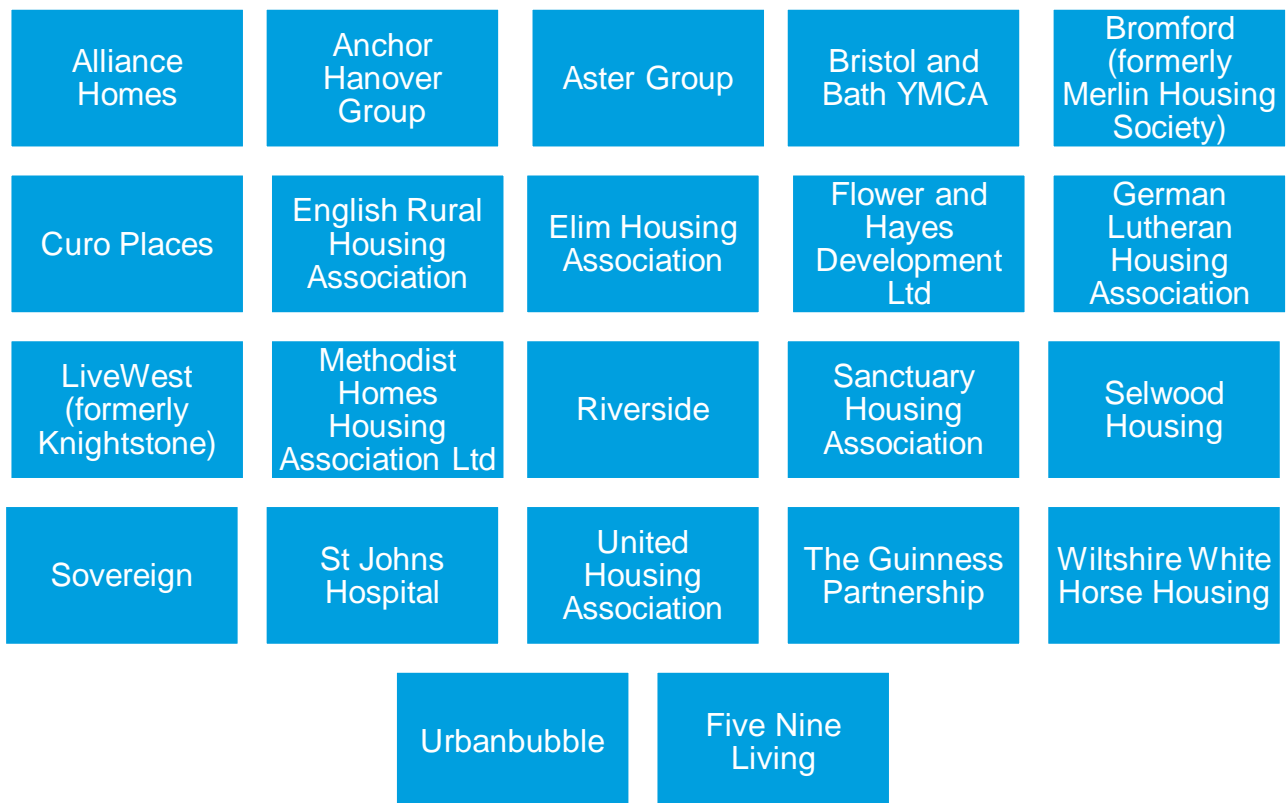 Alliance
Homes
Anchor
Hanover
Group
Aster Group
Bristol and
Bath YMCA
Bromford
(formerly
Merlin Housing
Society)
Curo Places
English Rural
Housing
Association
Elim Housing
Association
Flower and
Hayes
Development
Ltd
German
Lutheran
Housing
Association
LiveWest
(formerly
Knightstone)
Methodist
Homes
Housing
Association Ltd
Riverside
Sanctuary
Housing
Association
Selwood
Housing
Sovereign
St Johns
Hospital
United
Housing
Association
The Guinness
Partnership
Wiltshire White
Horse Housing
Urbanbubble
Five Nine
Living